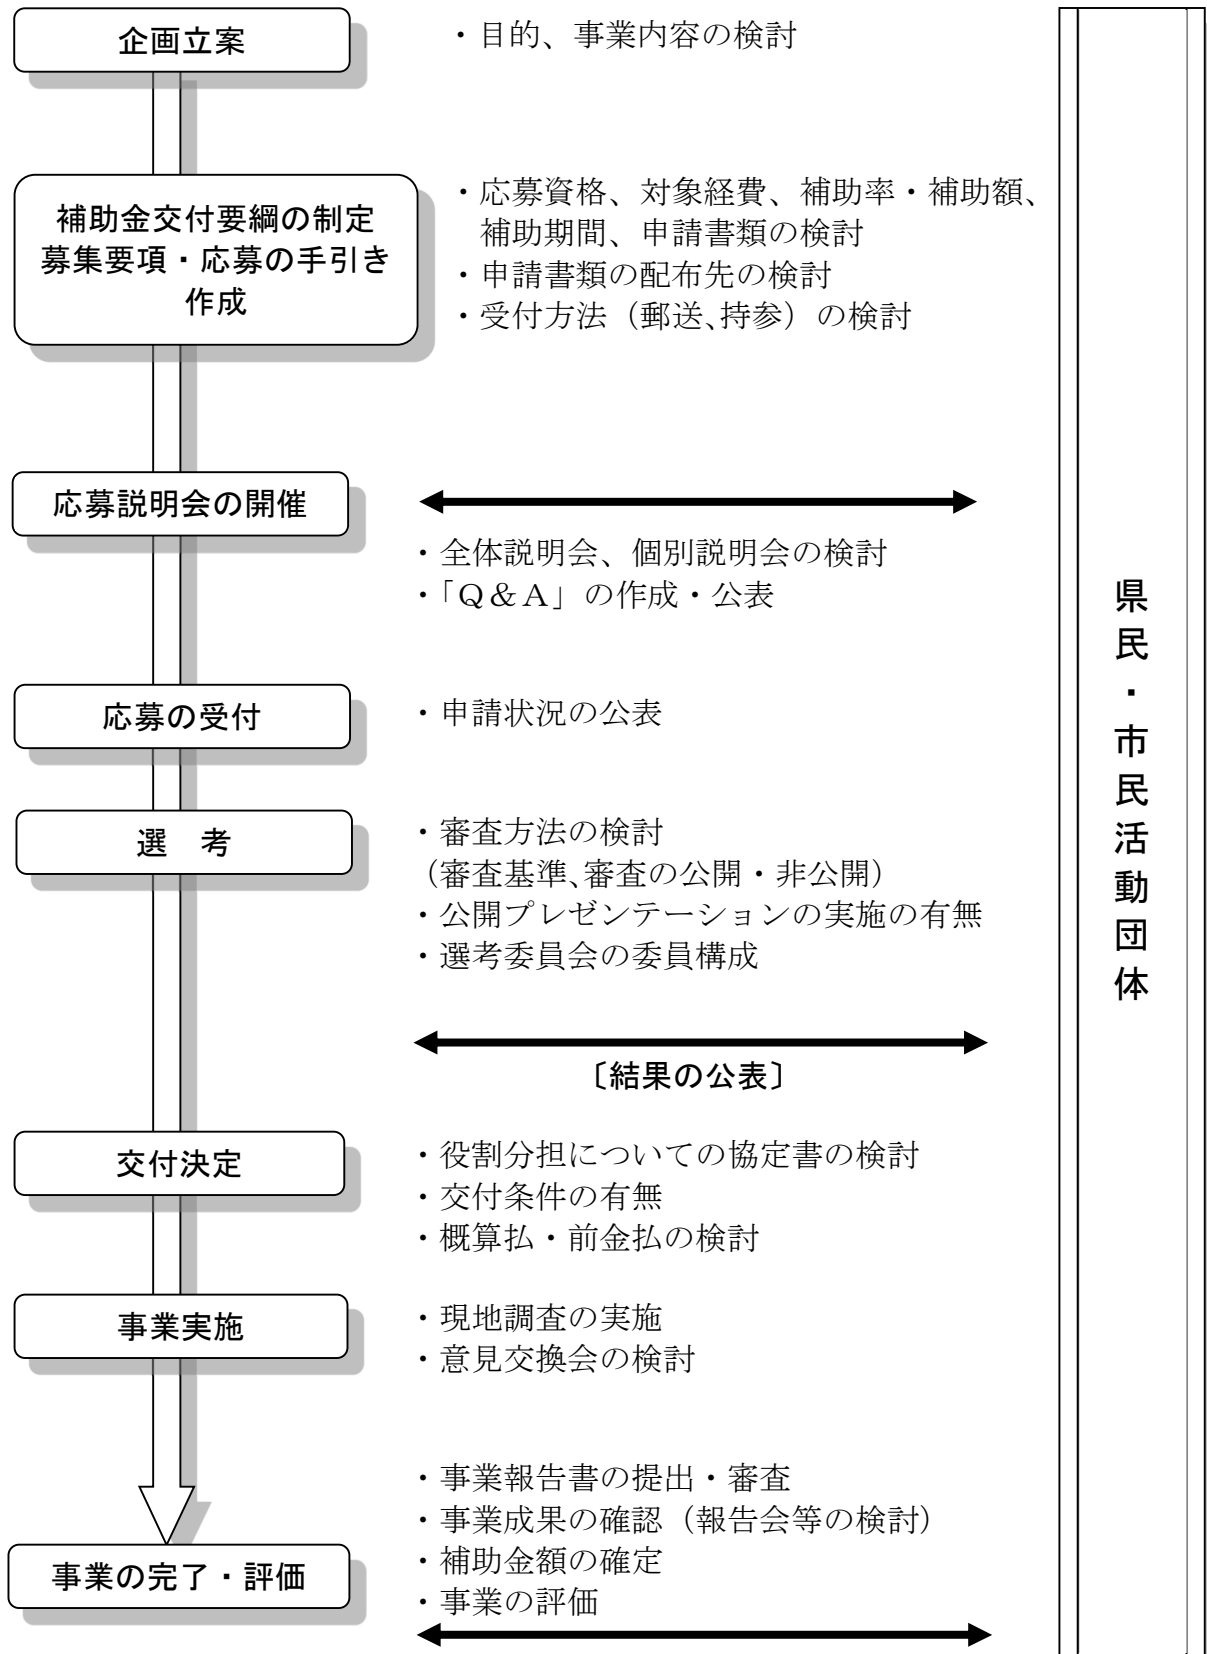 企画立案
・目的、事業内容の検討
補助金交付要綱の制定
募集要項・応募の手引き
作成
・応募資格、対象経費、補助率・補助額、
補助期間、申請書類の検討
・申請書類の配布先の検討
・受付方法（郵送、持参）の検討
応募説明会の開催
・全体説明会、個別説明会の検討
・「Ｑ＆Ａ」の作成・公表
応募の受付
・申請状況の公表
選　考
・審査方法の検討
（審査基準、審査の公開・非公開）
・公開プレゼンテーションの実施の有無
・選考委員会の委員構成
〔結果の公表〕
交付決定
・役割分担についての協定書の検討
・交付条件の有無
・概算払・前金払の検討
事業実施
・現地調査の実施
・意見交換会の検討
事業の完了・評価
・事業報告書の提出・審査
・事業成果の確認（報告会等の検討）
・補助金額の確定
・事業の評価
県民・市民活動団体